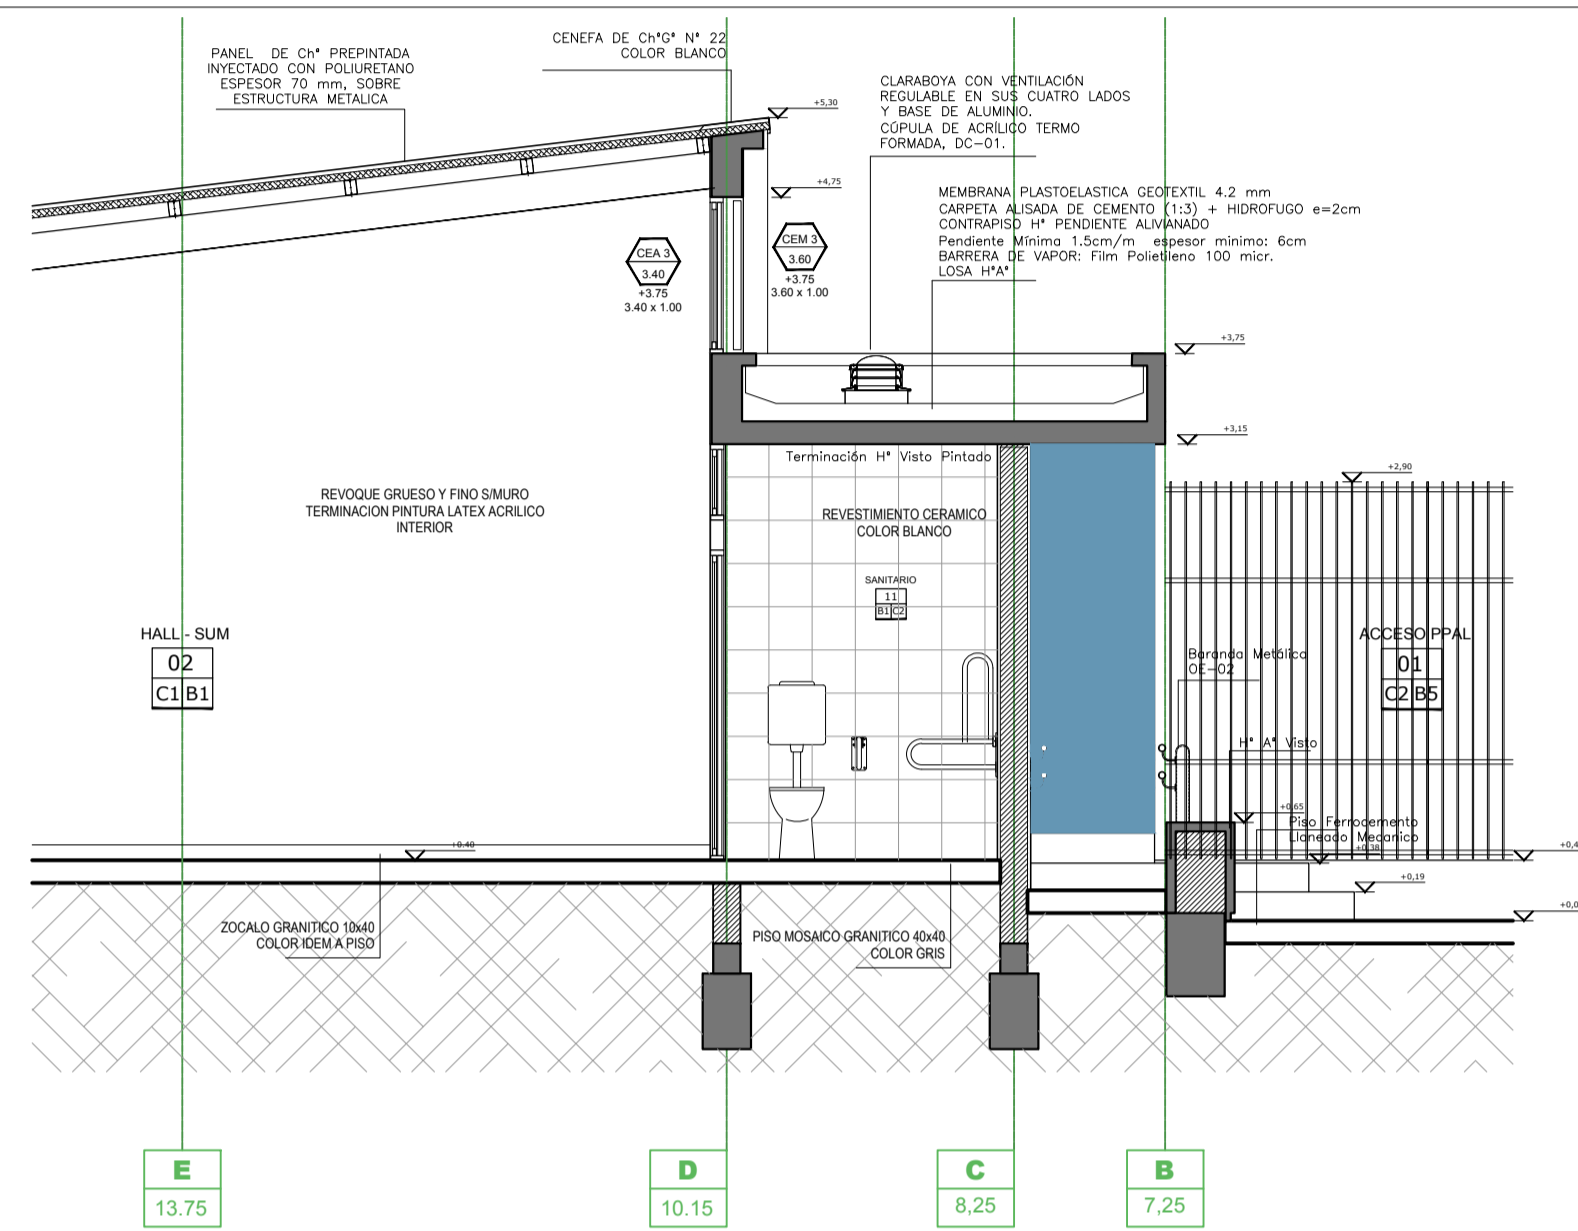 PANEL DE Chº PREPINTADA
INYECTADO CON POLIURETANO
ESPESOR 70 mm, SOBRE
ESTRUCTURA METALICA
CENEFA DE ChºGº Nº 22
COLOR BLANCO
CLARABOYA CON VENTILACIÓN
REGULABLE EN SUS CUATRO LADOS
Y BASE DE ALUMINIO.
CÚPULA DE ACRÍLICO TERMO
FORMADA, DC-01.
+5,30
+4,75
MEMBRANA PLASTOELASTICA GEOTEXTIL 4.2 mm
CARPETA ALISADA DE CEMENTO (1:3) + HIDROFUGO e=2cm
CONTRAPISO Hº PENDIENTE ALIVIANADO
Pendiente Mínima 1.5cm/m espesor minimo: 6cm
BARRERA DE VAPOR: Film Polietileno 100 micr.
LOSA HºAº
CEA 3
3.40
+3.75
3.40 x 1.00
CEM 3
3.60
+3.75
3.60 x 1.00
+3,75
+3,15
+2,90
Terminación Hº Visto Pintado
REVOQUE GRUESO Y FINO S/MURO
TERMINACION PINTURA LATEX ACRILICO
INTERIOR
REVESTIMIENTO CERAMICO
COLOR BLANCO
SANITARIO
11
B1 C2
HALL - SUM
02
C1 B1
ACCESO PPAL
01
C2 B5
Baranda Metálica
OE-02
Hº Aº Visto
+0,65
Piso Ferrocemento
Llaneado Mecanico
+0.40
+0,38
+0,4
+0,19
+0,0
ZOCALO GRANITICO 10x40
COLOR IDEM A PISO
PISO MOSAICO GRANITICO 40x40
COLOR GRIS
E
13.75
D
10.15
C
8,25
B
7,25